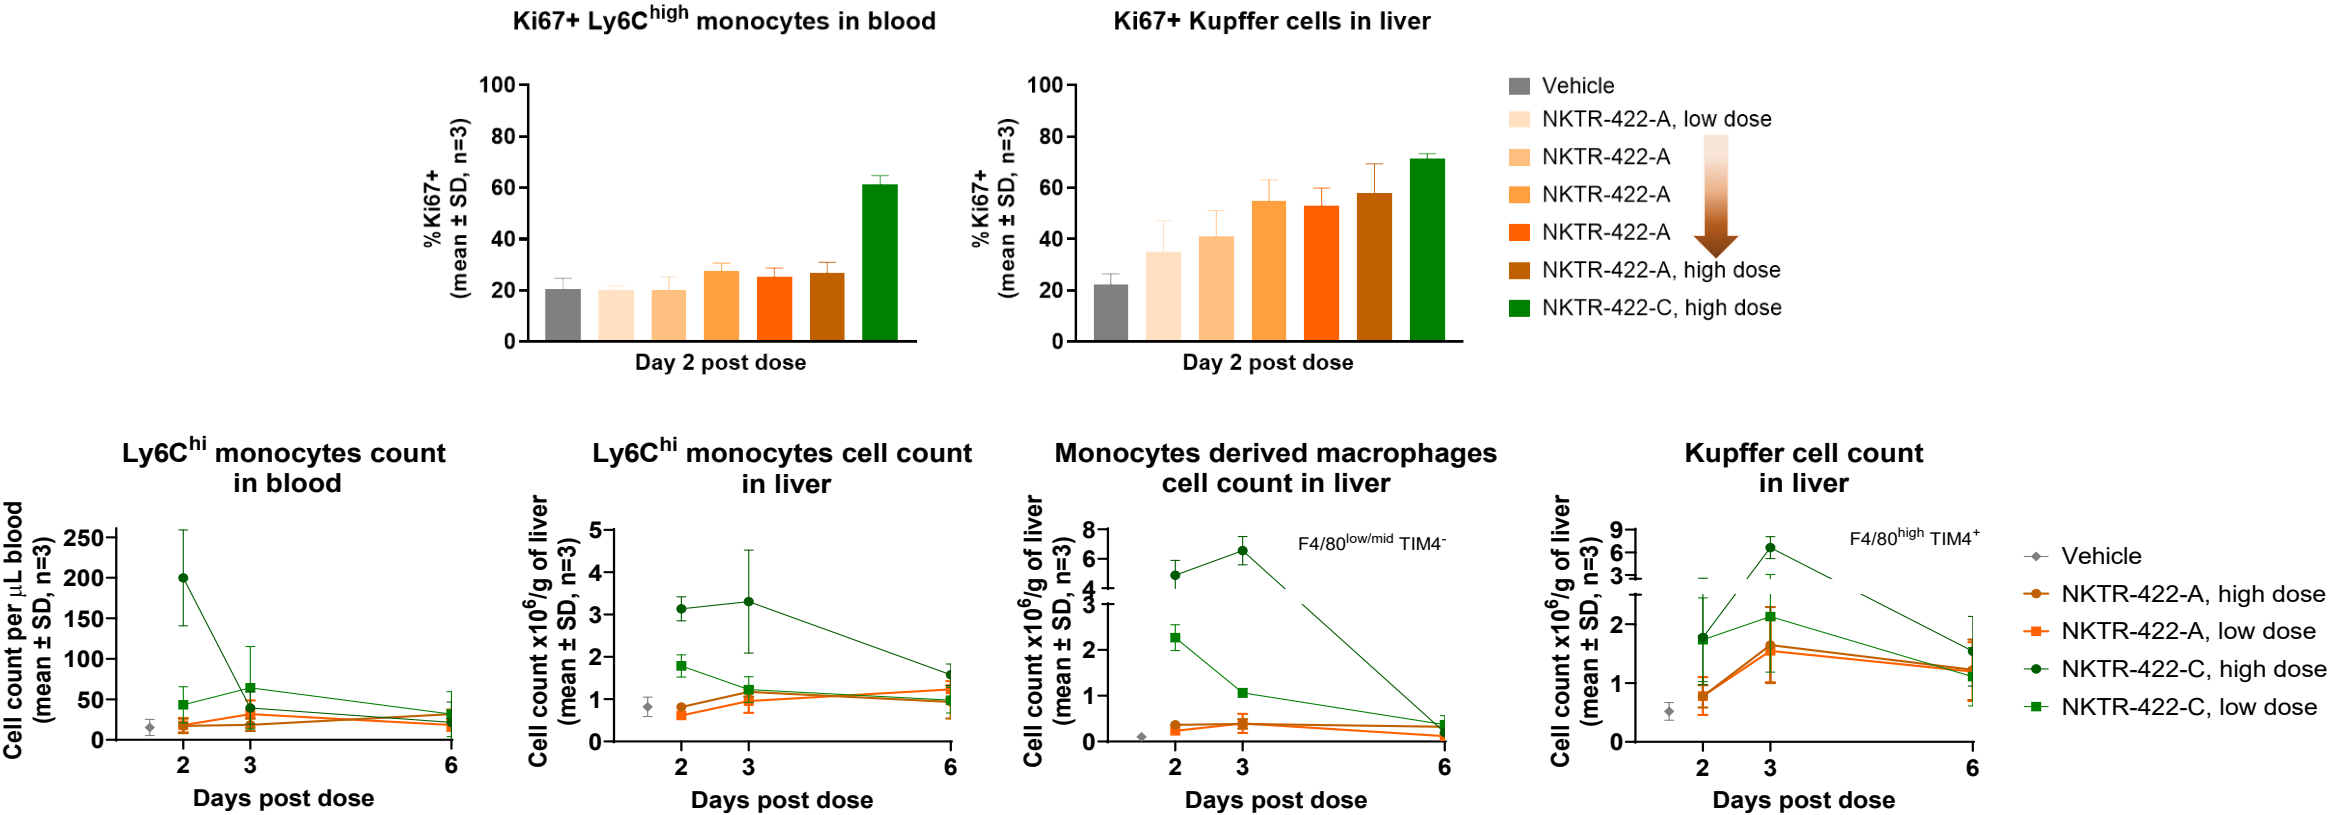 Ki67+ Ly6Chigh monocytes in blood
% Ki67+
(mean ± SD, n=3)
100
80
60
40
20
0
Day 2 post dose
Ki67+ Kupffer cells in liver
% Ki67+
(mean ± SD, n=3)
100
80
60
40
20
0
Day 2 post dose
Vehicle
NKTR-422-A, low dose
NKTR-422-A
NKTR-422-A
NKTR-422-A
NKTR-422-A, high dose
NKTR-422-C, high dose
Ly6Chi monocytes count
in blood
Cell count per μL blood
(mean ± SD, n=3)
250
200
150
100
50
0
2 3 6
Days post dose
Ly6Chi monocytes cell count
in liver
Cell count x106/g of liver
(mean ± SD, n=3)
5
4
3
2
1
0
2 3 6
Days post dose
Monocytes derived macrophages
cell count in liver
Cell count x106/g of liver
(mean ± SD, n=3)
F4/80low/mid TIM4-
8
6
4
3
2
1
0
2 3 6
Days post dose
Kupffer cell count
in liver
Cell count x106/g of liver
(mean ± SD, n=3)
F4/80high TIM4+
9
6
3
2
1
0
2 3 6
Days post dose
Vehicle
NKTR-422-A, high dose
NKTR-422-A, low dose
NKTR-422-C, high dose
NKTR-422-C, low dose